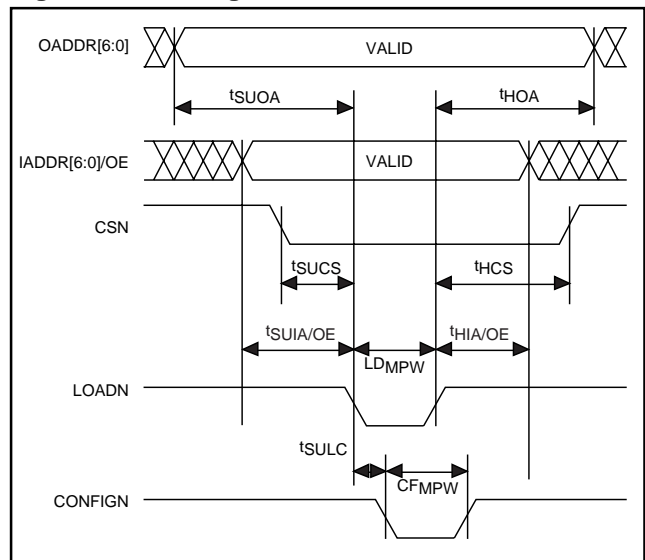 OADDR[6:0]
VALID
tSUOA
tHOA
IADDR[6:0]/OE
VALID
CSN
tSUCS
tHCS
tSUIA/OE
LDMPW
tHIA/OE
LOADN
tSULC
CFMPW
CONFIGN